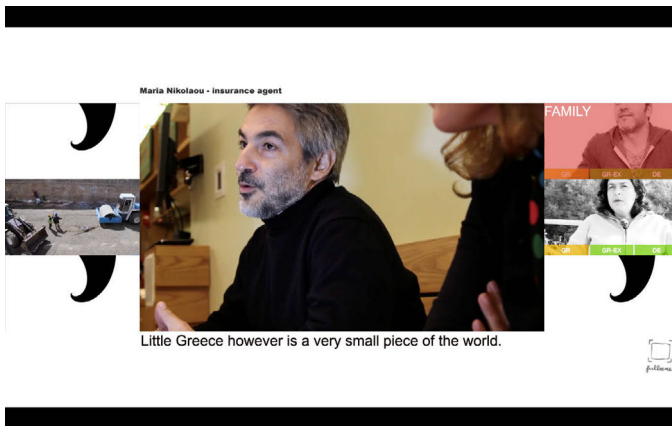 Maria Nikolaou - insurance agent
FAMILY
GR GR-EX DE
GR GR-EX DE
Little Greece however is a very small piece of the world.